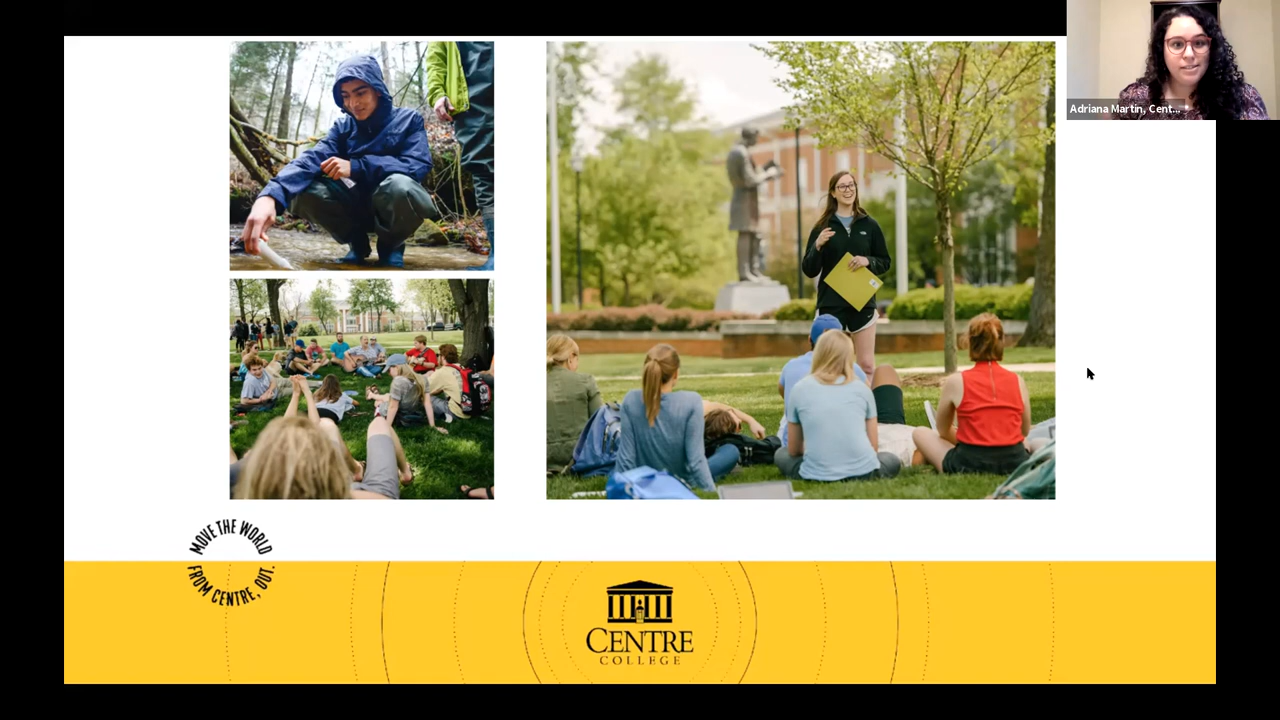 Adriana Martin, Cent...
MOVE THE WORLD
FROM CENTRE, OUT.
CENTRE
COLLEGE